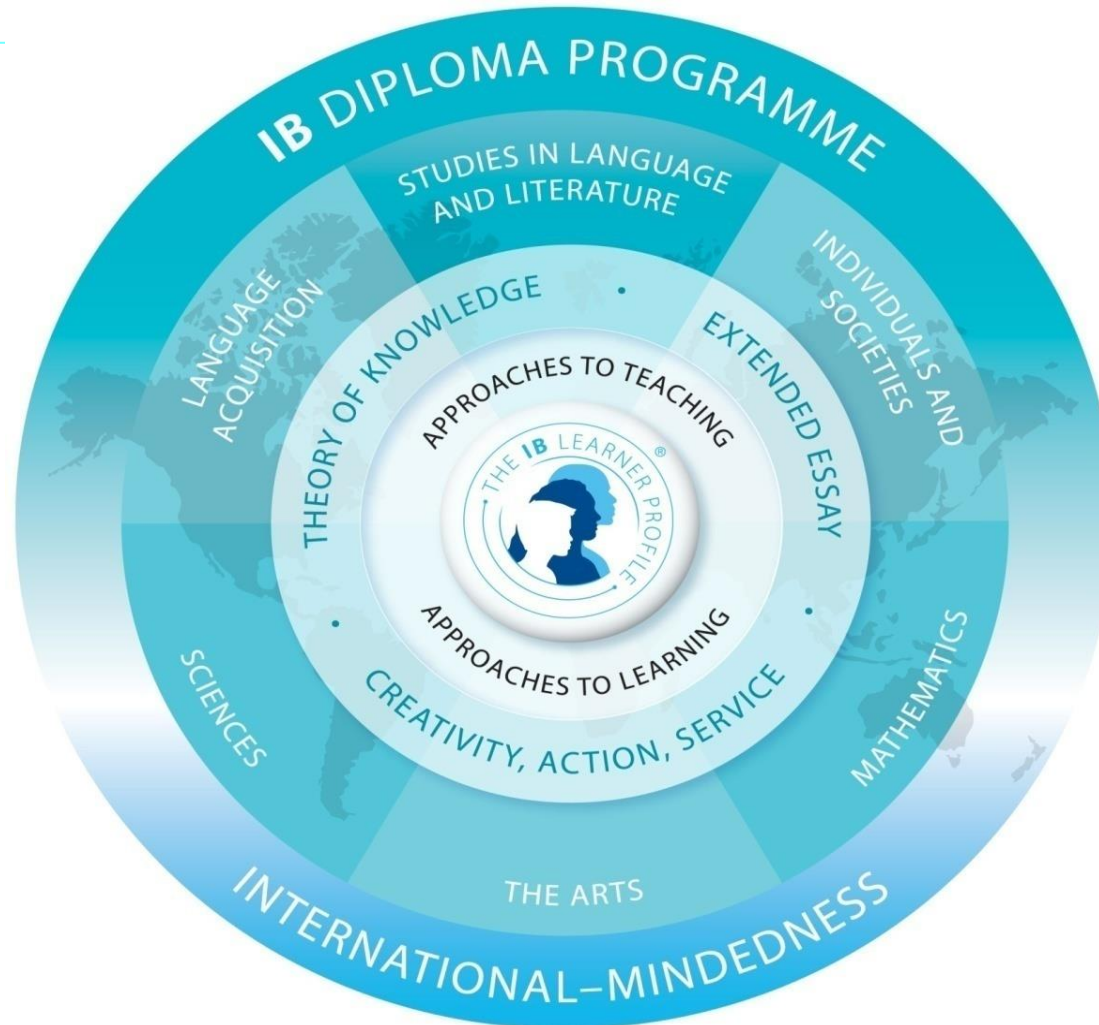 IB DIPLOMA PROGRAMME
STUDIES IN LANGUAGE
AND LITERATURE
LANGUAGE
ACQUISITION
INDIVIDUALS AND
SOCIETIES
THEORY OF KNOWLEDGE
·
EXTENDED ESSAY
APPROACHES TO TEACHING
· THE IB LEARNER PROFILE ·
®
APPROACHES TO LEARNING
·
CREATIVITY, ACTION, SERVICE
·
SCIENCES
MATHEMATICS
THE ARTS
INTERNATIONAL–MINDEDNESS